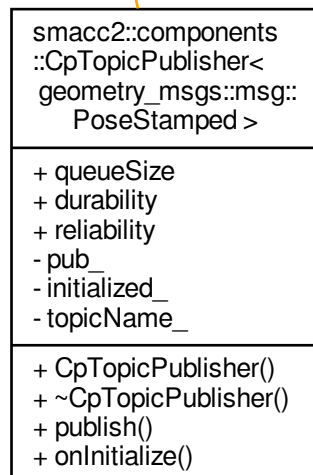 smacc2::components
::CpTopicPublisher<
geometry_msgs::msg::
PoseStamped >
+ queueSize
+ durability
+ reliability
- pub_
- initialized_
- topicName_
+ CpTopicPublisher()
+ ~CpTopicPublisher()
+ publish()
+ onInitialize()